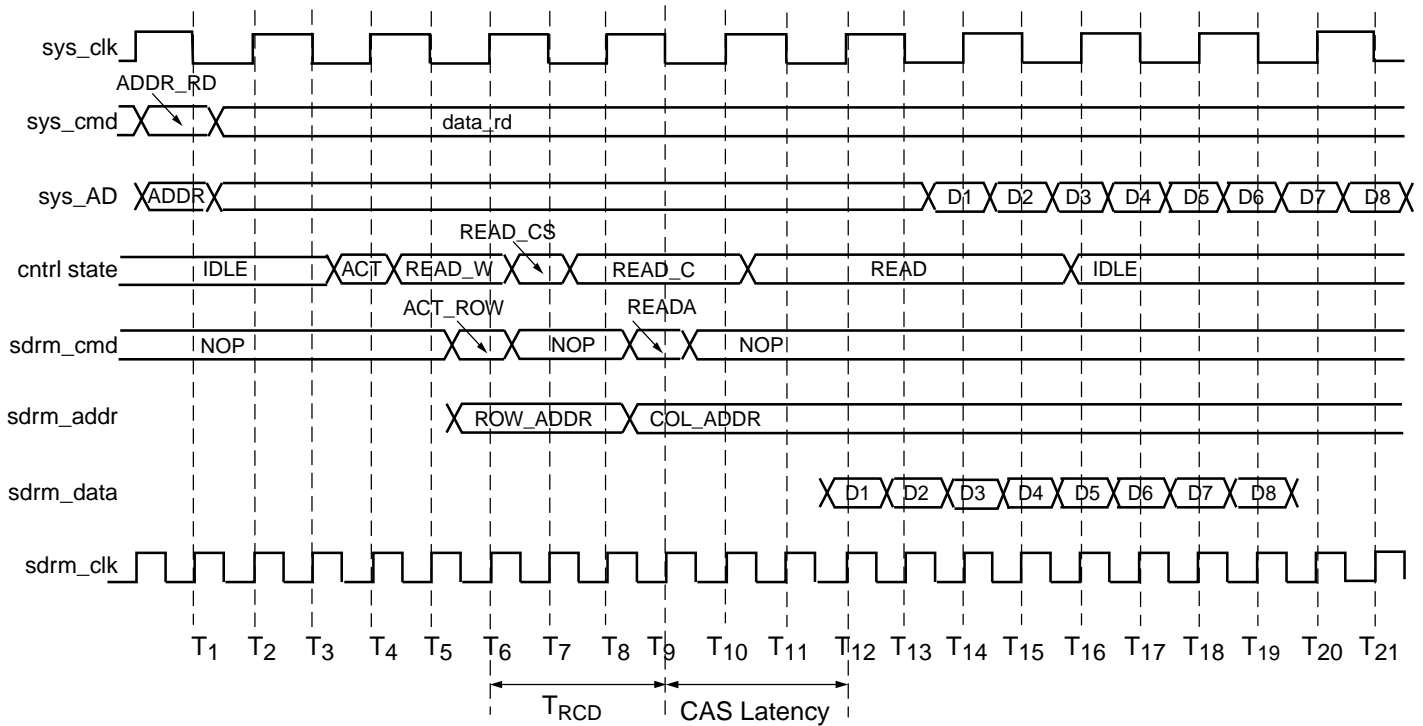 sys_clk
ADDR_RD
sys_cmd data_rd
sys_AD ADDR D1 D2 D3 D4 D5 D6 D7 D8
READ_CS
cntrl state IDLE ACT READ_W READ_C READ IDLE
ACT_ROW READA
sdrm_cmd NOP NOP NOP
sdrm_addr ROW_ADDR COL_ADDR
sdrm_data D1 D2 D3 D4 D5 D6 D7 D8
sdrm_clk
T1 T2 T3 T4 T5 T6 T7 T8 T9 T10 T11 T12 T13 T14 T15 T16 T17 T18 T19 T20 T21
TRCD CAS Latency